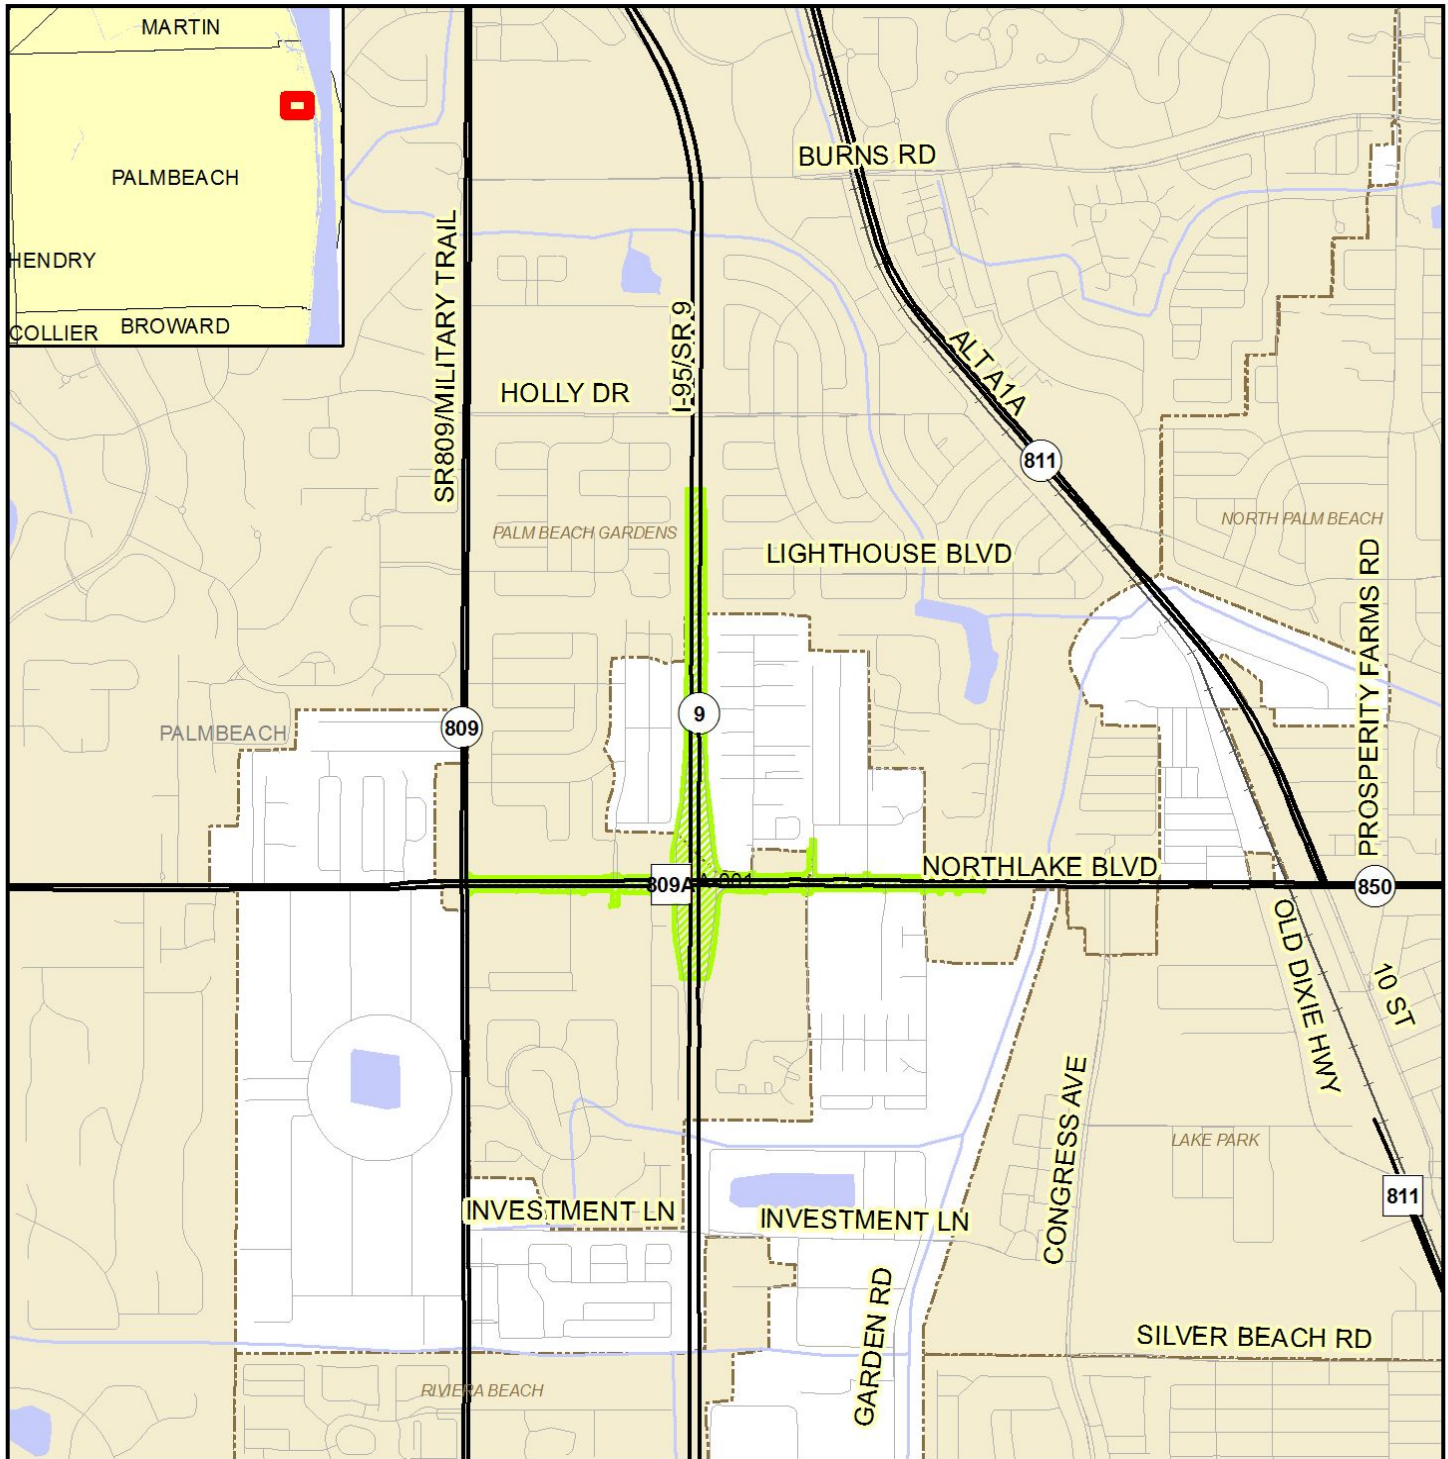 MARTIN
PALMBEACH
HENDRY
COLLIER
BROWARD
BURNS RD
SR809/MILITARY TRAIL
I-95/SR 9
HOLLY DR
ALT A1A
811
PALM BEACH GARDENS
LIGHTHOUSE BLVD
NORTH PALM BEACH
PROSPERITY FARMS RD
PALMBEACH
809
9
NORTHLAKE BLVD
809A
850
OLD DIXIE HWY
10 ST
CONGRESS AVE
LAKE PARK
811
INVESTMENT LN
INVESTMENT LN
GARDEN RD
SILVER BEACH RD
RIVIERA BEACH